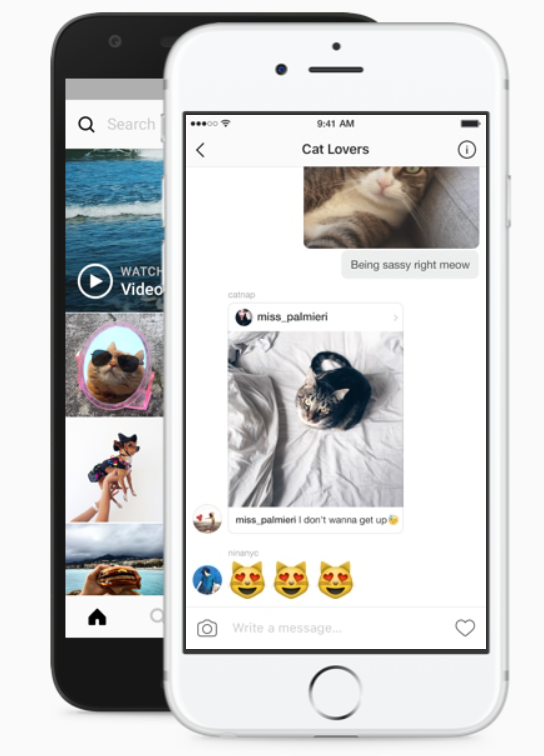 Search
WATCH
Video
9:41 AM
Cat Lovers
Being sassy right meow
catnap
miss_palmieri
miss_palmieri I don't wanna get up😴
ninanyc
😻😻😻
Write a message...